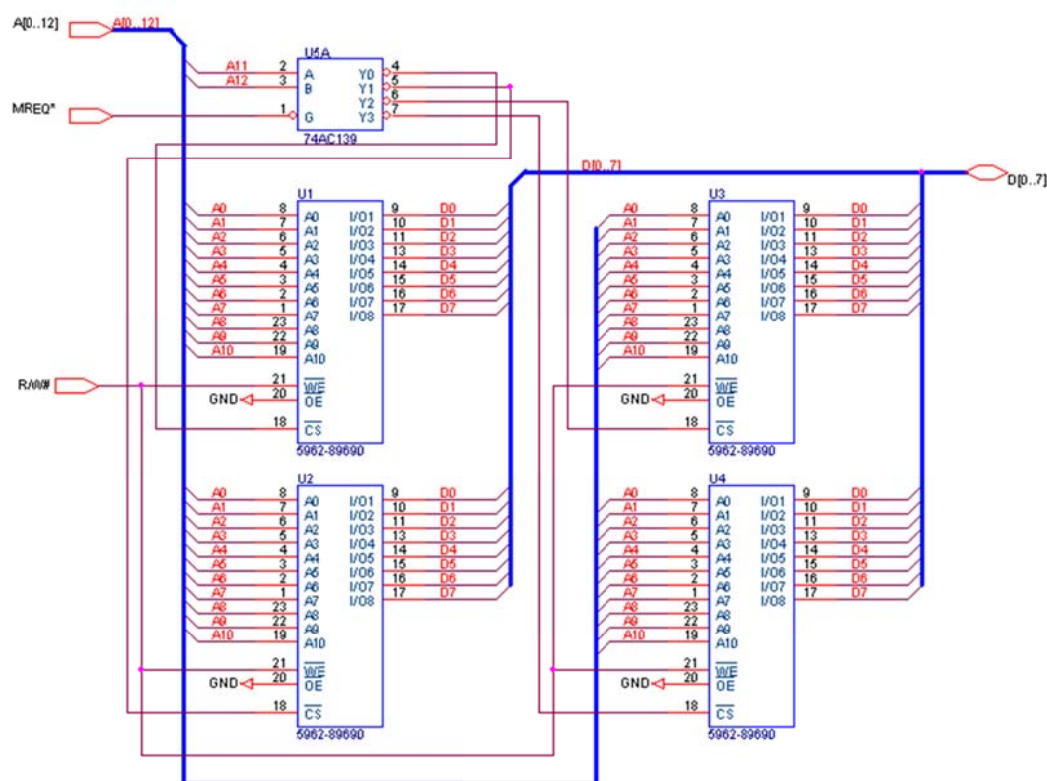 A[0..12]
A[0..12]
U5A
A11 2 A Y0 4
A12 3 B Y1 5
Y2 6
MREQ* 1 G Y3 7
74AC139
D[0..7]
D[0..7]
U1
A0 8 A0 I/O1 9 D0
A1 7 A1 I/O2 10 D1
A2 6 A2 I/O3 11 D2
A3 5 A3 I/O4 13 D3
A4 4 A4 I/O5 14 D4
A5 3 A5 I/O6 15 D5
A6 2 A6 I/O7 16 D6
A7 1 A7 I/O8 17 D7
A8 23 A8
A9 22 A9
A10 19 A10
R/W# 21 WE
GND 20 OE
18 CS
5962-8969D
U3
A0 8 A0 I/O1 9 D0
A1 7 A1 I/O2 10 D1
A2 6 A2 I/O3 11 D2
A3 5 A3 I/O4 13 D3
A4 4 A4 I/O5 14 D4
A5 3 A5 I/O6 15 D5
A6 2 A6 I/O7 16 D6
A7 1 A7 I/O8 17 D7
A8 23 A8
A9 22 A9
A10 19 A10
21 WE
GND 20 OE
18 CS
5962-8969D
U2
A0 8 A0 I/O1 9 D0
A1 7 A1 I/O2 10 D1
A2 6 A2 I/O3 11 D2
A3 5 A3 I/O4 13 D3
A4 4 A4 I/O5 14 D4
A5 3 A5 I/O6 15 D5
A6 2 A6 I/O7 16 D6
A7 1 A7 I/O8 17 D7
A8 23 A8
A9 22 A9
A10 19 A10
21 WE
GND 20 OE
18 CS
5962-8969D
U4
A0 8 A0 I/O1 9 D0
A1 7 A1 I/O2 10 D1
A2 6 A2 I/O3 11 D2
A3 5 A3 I/O4 13 D3
A4 4 A4 I/O5 14 D4
A5 3 A5 I/O6 15 D5
A6 2 A6 I/O7 16 D6
A7 1 A7 I/O8 17 D7
A8 23 A8
A9 22 A9
A10 19 A10
21 WE
GND 20 OE
18 CS
5962-8969D